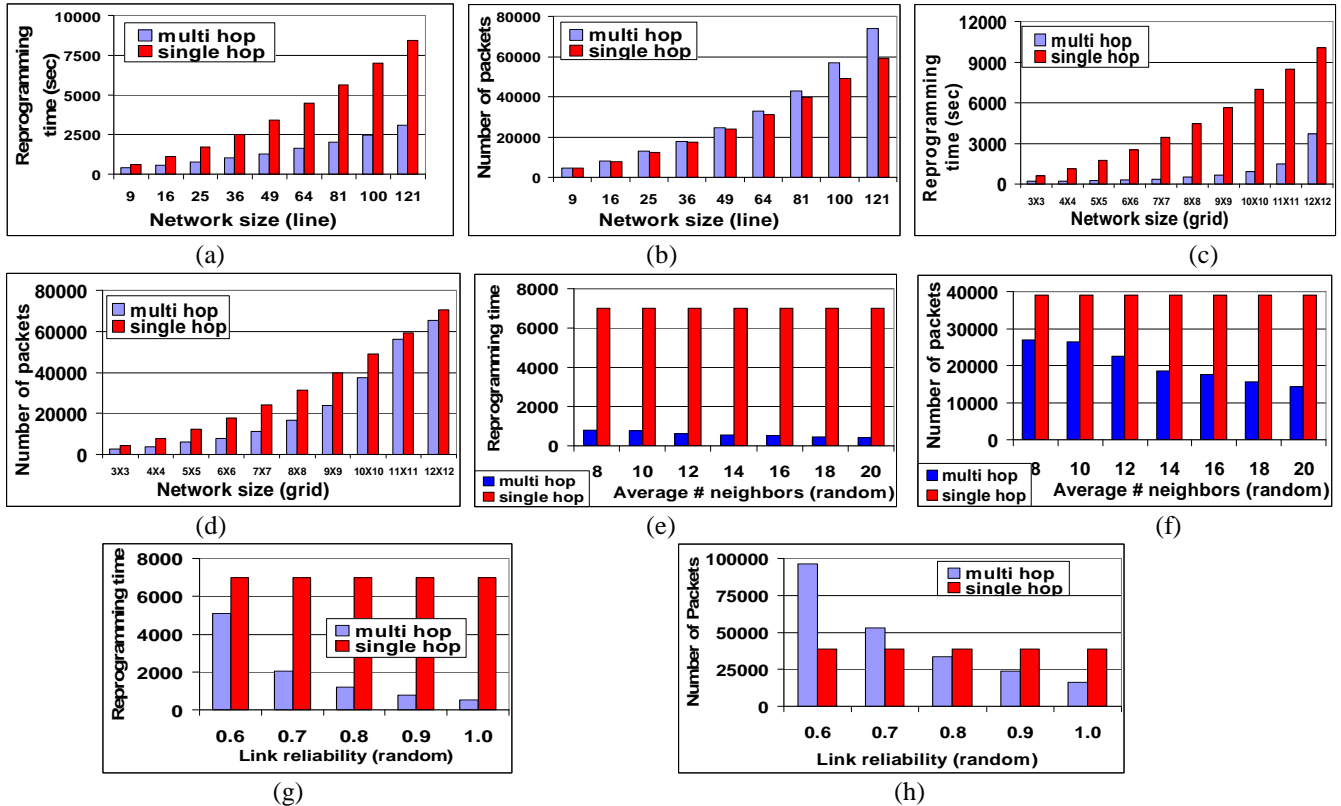 Reprogramming time (sec)
10000
7500
5000
2500
0
multi hop
single hop
9 16 25 36 49 64 81 100 121
Network size (line)
(a)
Number of packets
80000
60000
40000
20000
0
multi hop
single hop
9 16 25 36 49 64 81 100 121
Network size (line)
(b)
Reprogramming time (sec)
12000
9000
6000
3000
0
multi hop
single hop
3X3 4X4 5X5 6X6 7X7 8X8 9X9 10X10 11X11 12X12
Network size (grid)
(c)
Number of packets
80000
60000
40000
20000
0
multi hop
single hop
3X3 4X4 5X5 6X6 7X7 8X8 9X9 10X10 11X11 12X12
Network size (grid)
(d)
Reprogramming time
8000
6000
4000
2000
0
8 10 12 14 16 18 20
multi hop
single hop
Average # neighbors (random)
(e)
Number of packets
40000
30000
20000
10000
0
8 10 12 14 16 18 20
multi hop
single hop
Average # neighbors (random)
(f)
Reprogramming time
8000
6000
4000
2000
0
multi hop
single hop
0.6 0.7 0.8 0.9 1.0
Link reliability (random)
(g)
Number of Packets
100000
75000
50000
25000
0
multi hop
single hop
0.6 0.7 0.8 0.9 1.0
Link reliability (random)
(h)